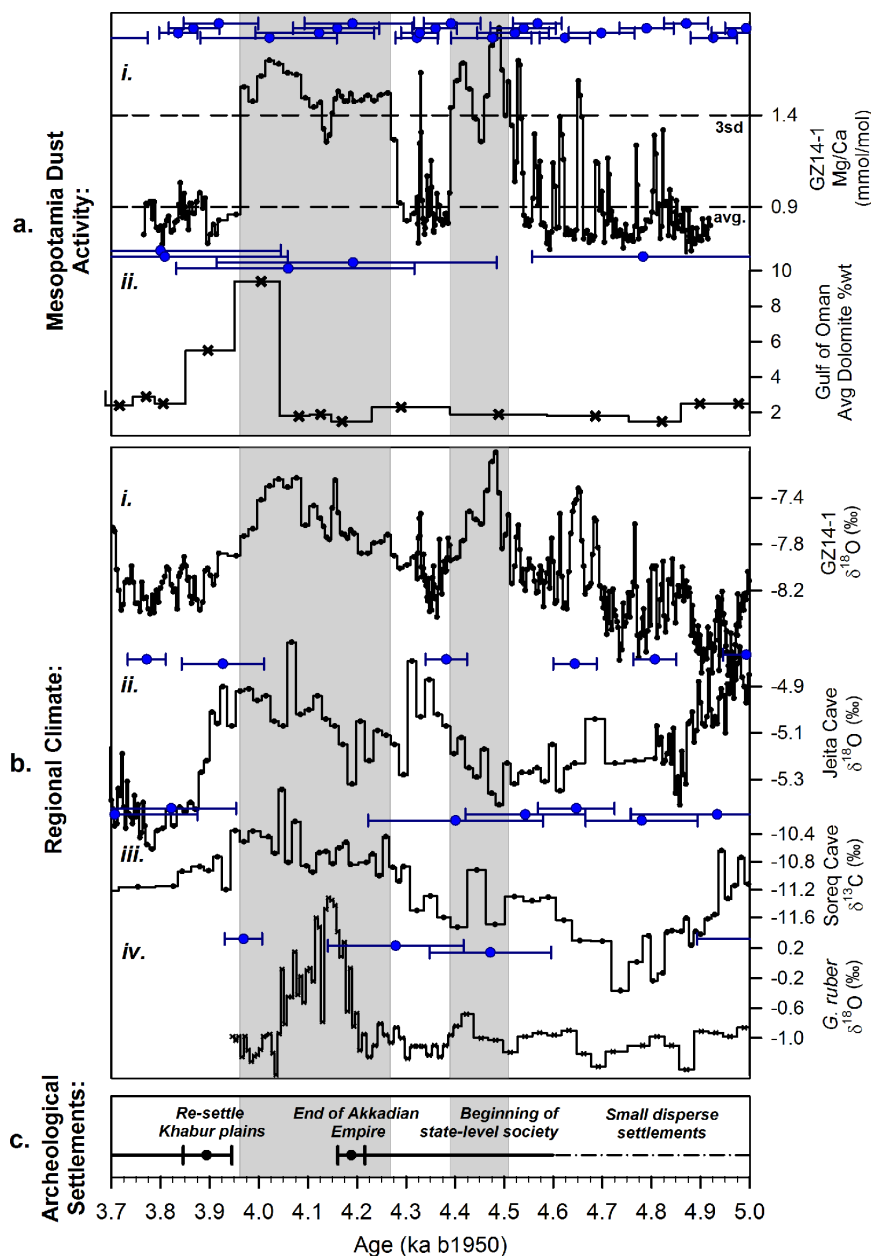 a.
Mesopotamia Dust
Activity:
i.
1.4
3sd
0.9
avg.
GZ14-1
Mg/Ca
(mmol/mol)
ii.
10
8
6
4
2
Gulf of Oman
Avg Dolomite %wt
b.
Regional Climate:
i.
-7.4
-7.8
-8.2
GZ14-1
δ18O (‰)
ii.
-4.9
-5.1
-5.3
Jeita Cave
δ18O (‰)
iii.
-10.4
-10.8
-11.2
-11.6
Soreq Cave
δ13C (‰)
iv.
0.2
-0.2
-0.6
-1.0
G. ruber
δ18O (‰)
c.
Archeological
Settlements:
Re-settle
Khabur plains
End of Akkadian
Empire
Beginning of
state-level society
Small disperse
settlements
3.7 3.8 3.9 4.0 4.1 4.2 4.3 4.4 4.5 4.6 4.7 4.8 4.9 5.0
Age (ka b1950)